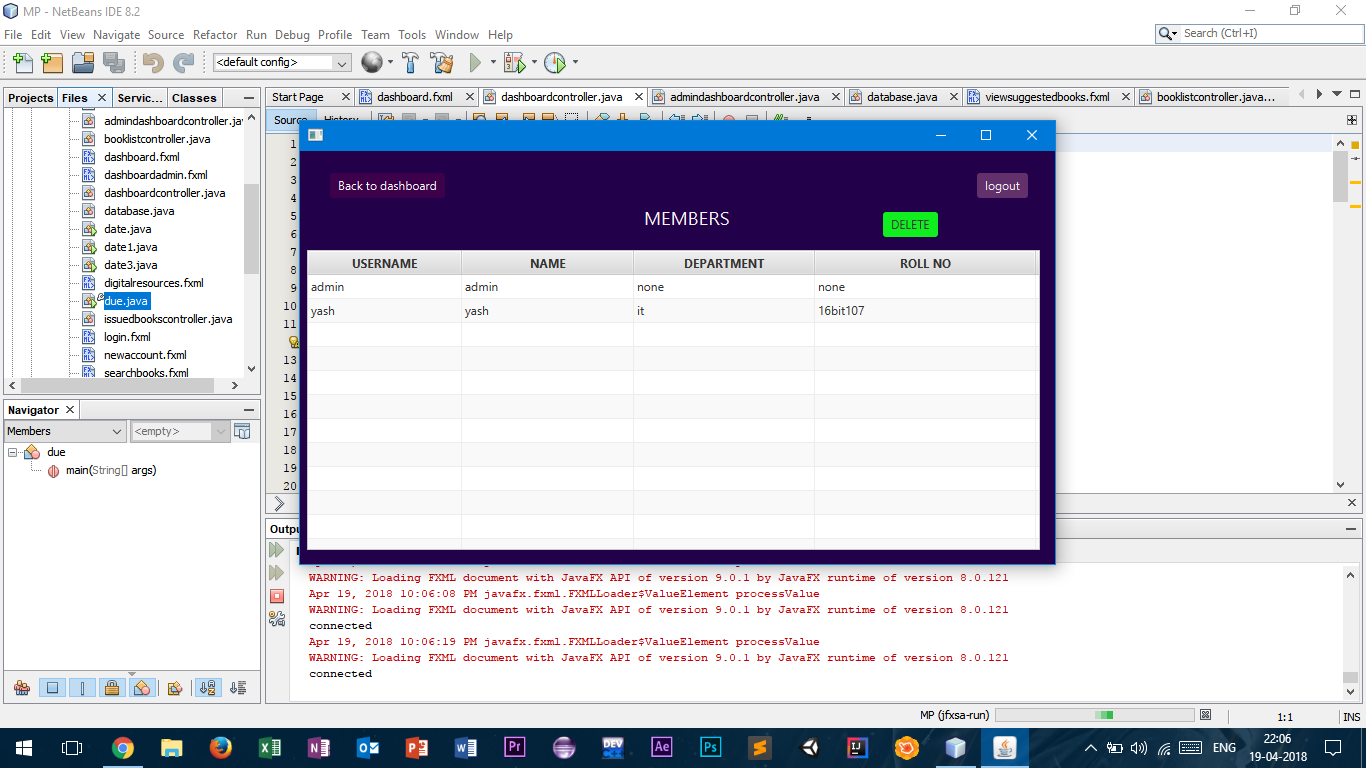 MP - NetBeans IDE 8.2
File Edit View Navigate Source Refactor Run Debug Profile Team Tools Window Help
Search (Ctrl+I)
<default config>
Projects Files Servic... Classes
Start Page dashboard.fxml dashboardcontroller.java admindashboardcontroller.java database.java viewsuggestedbooks.fxml booklistcontroller.java...
Source History
admindashboardcontroller.java
booklistcontroller.java
dashboard.fxml
dashboardadmin.fxml
dashboardcontroller.java
database.java
date.java
date1.java
date3.java
digitalresources.fxml
due.java
issuedbookscontroller.java
login.fxml
newaccount.fxml
searchbooks.fxml
Navigator
Members <empty>
due
main(String[] args)
1
2
3
4
5
6
7
8
9
10
11
13
14
15
16
17
18
19
20
Back to dashboard
logout
MEMBERS
DELETE
USERNAME NAME DEPARTMENT ROLL NO
admin admin none none
yash yash it 16bit107
WARNING: Loading FXML document with JavaFX API of version 9.0.1 by JavaFX runtime of version 8.0.121
Apr 19, 2018 10:06:08 PM javafx.fxml.FXMLLoader$ValueElement processValue
WARNING: Loading FXML document with JavaFX API of version 9.0.1 by JavaFX runtime of version 8.0.121
connected
Apr 19, 2018 10:06:19 PM javafx.fxml.FXMLLoader$ValueElement processValue
WARNING: Loading FXML document with JavaFX API of version 9.0.1 by JavaFX runtime of version 8.0.121
connected
MP (jfxsa-run)
1:1
INS
ENG
22:06
19-04-2018